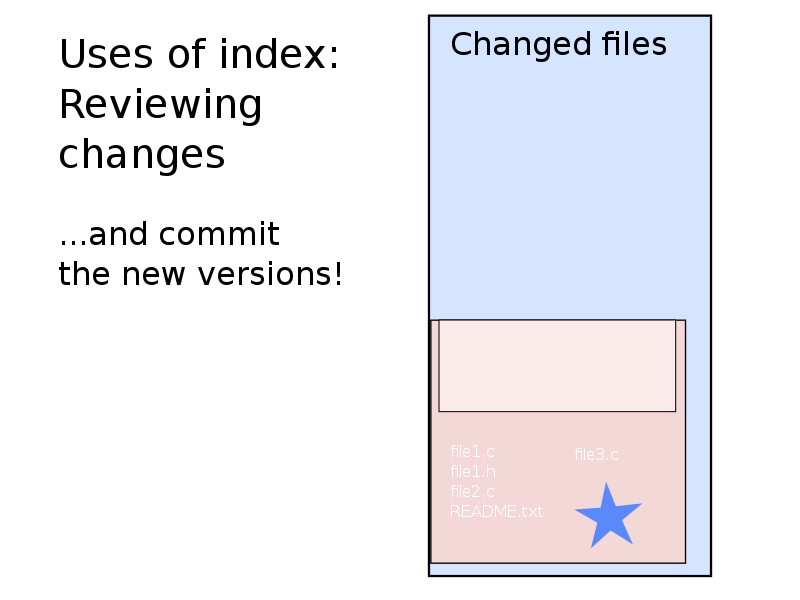 Uses of index:
Reviewing
changes
...and commit
the new versions!
Changed files
file1.c
file1.h
file2.c
README.txt
file3.c